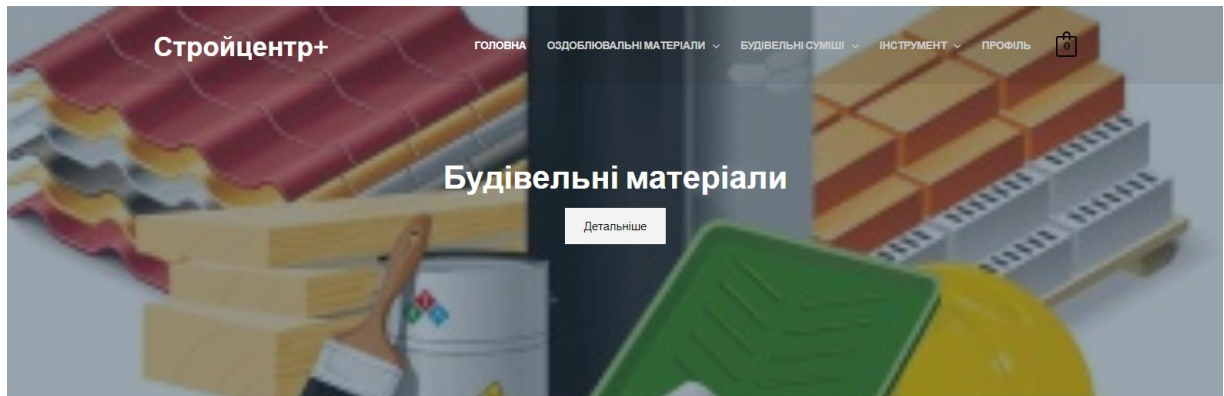 Стройцентр+
ГОЛОВНА ОЗДОБЛЮВАЛЬНІ МАТЕРІАЛИ БУДІВЕЛЬНІ СУМІШІ ІНСТРУМЕНТ ПРОФІЛЬ 0
Будівельні матеріали
Детальніше